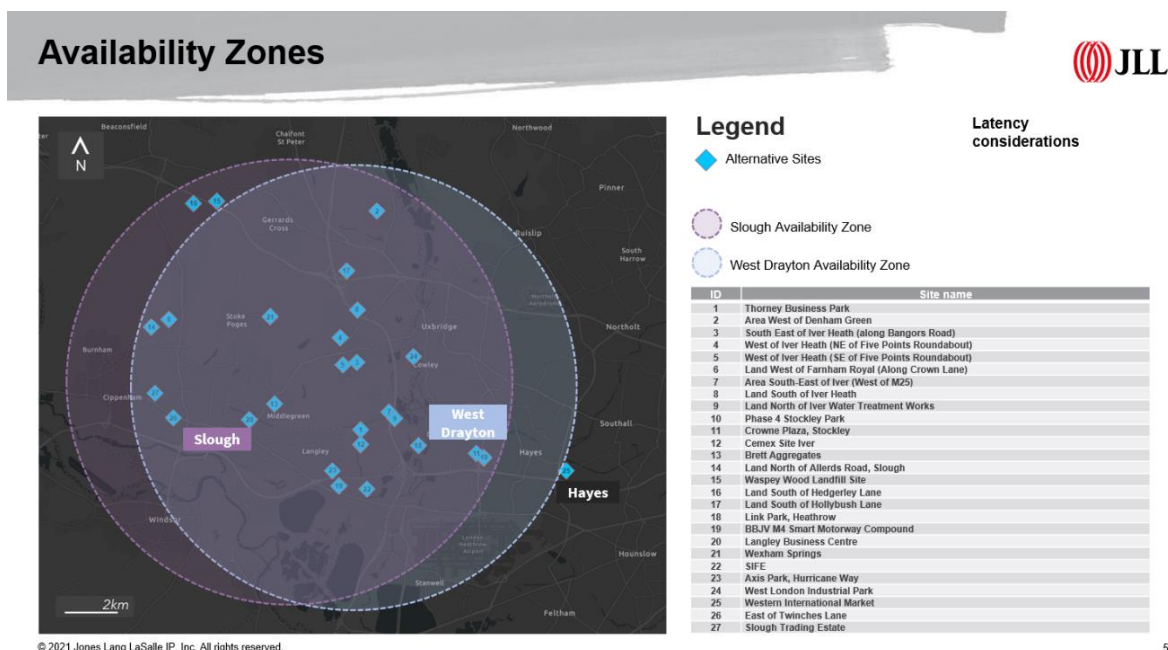 Availability Zones
JLL
Beaconsfield
Chalfont
St Peter
Northwood
N
Pinner
Gerrards
Cross
Ruislip
South
Harrow
Stoke
Poges
Uxbridge
Northolt
Burnham
Cowley
Cippenham
Middlegreen
West
Drayton
Slough
Southall
Langley
Hayes
Hayes
Windsor
London
Heathrow
Airport
Hounslow
Stanwell
Feltham
2km
Legend
Alternative Sites
Latency
considerations
Slough Availability Zone
West Drayton Availability Zone
ID Site name
1 Thorney Business Park
2 Area West of Denham Green
3 South East of Iver Heath (along Bangors Road)
4 West of Iver Heath (NE of Five Points Roundabout)
5 West of Iver Heath (SE of Five Points Roundabout)
6 Land West of Farnham Royal (Along Crown Lane)
7 Area South-East of Iver (West of M25)
8 Land South of Iver Heath
9 Land North of Iver Water Treatment Works
10 Phase 4 Stockley Park
11 Crowne Plaza, Stockley
12 Cemex Site Iver
13 Brett Aggregates
14 Land North of Allerds Road, Slough
15 Waspey Wood Landfill Site
16 Land South of Hedgerley Lane
17 Land South of Hollybush Lane
18 Link Park, Heathrow
19 BBJV M4 Smart Motorway Compound
20 Langley Business Centre
21 Wexham Springs
22 SIFE
23 Axis Park, Hurricane Way
24 West London Industrial Park
25 Western International Market
26 East of Twinches Lane
27 Slough Trading Estate
© 2021 Jones Lang LaSalle IP, Inc. All rights reserved.
5